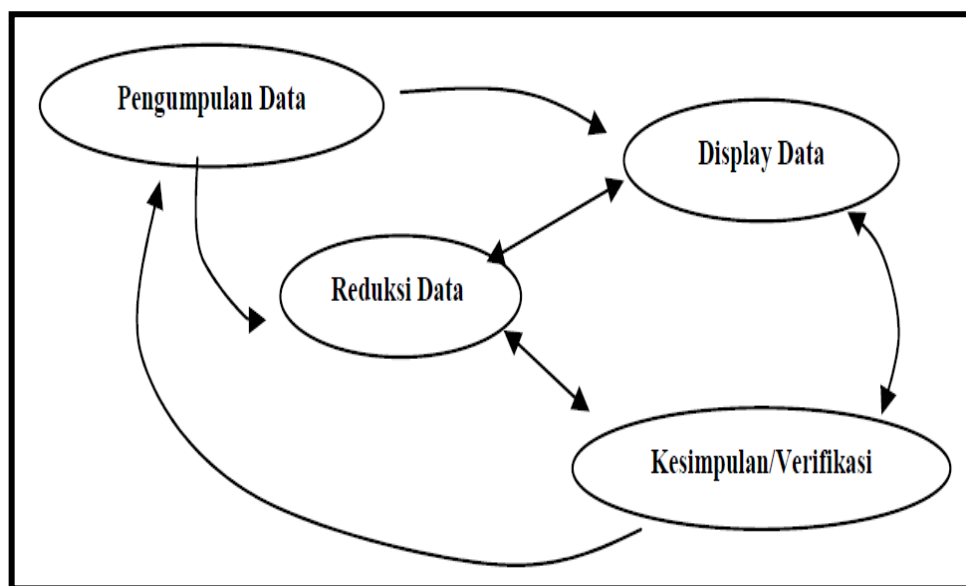 Pengumpulan Data
Display Data
Reduksi Data
Kesimpulan/Verifikasi